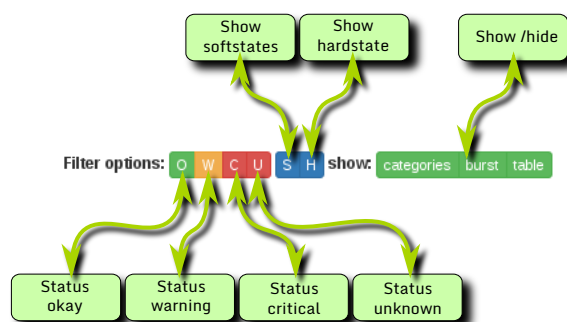 Show
softstates
Show
hardstate
Show /hide
Filter options: O W C U S H show: categories burst table
Status
okay
Status
warning
Status
critical
Status
unknown